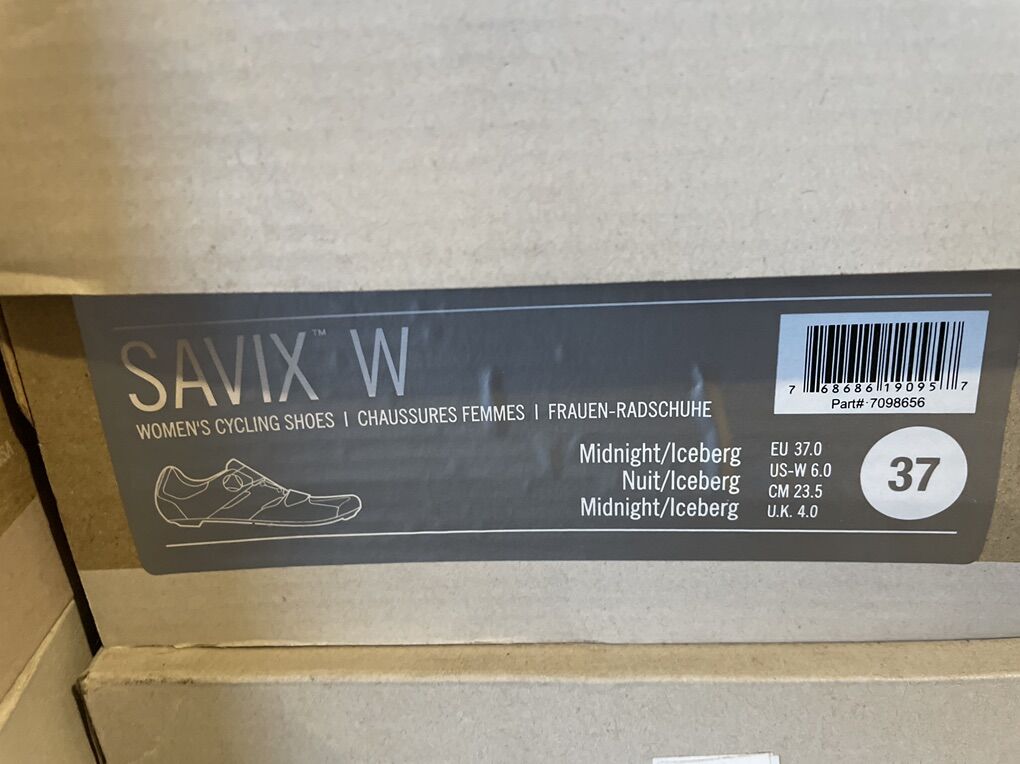 SAVIX™ W
WOMEN'S CYCLING SHOES | CHAUSSURES FEMMES | FRAUEN-RADSCHUHE
7 68686 19095 7
Part#·7098656
Midnight/Iceberg
Nuit/Iceberg
Midnight/Iceberg
EU 37.0
US-W 6.0
CM 23.5
U.K. 4.0
37